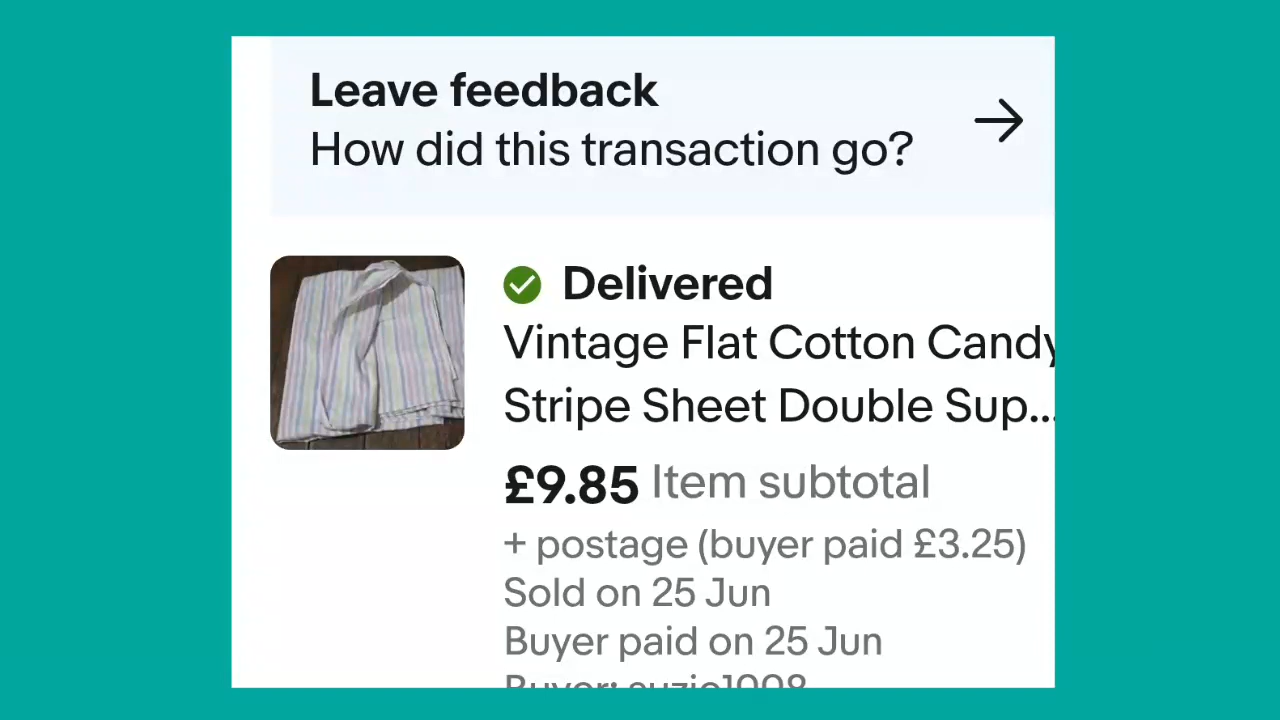 Leave feedback
How did this transaction go?
Delivered
Vintage Flat Cotton Candy
Stripe Sheet Double Sup...
£9.85 Item subtotal
+ postage (buyer paid £3.25)
Sold on 25 Jun
Buyer paid on 25 Jun
Buyer: